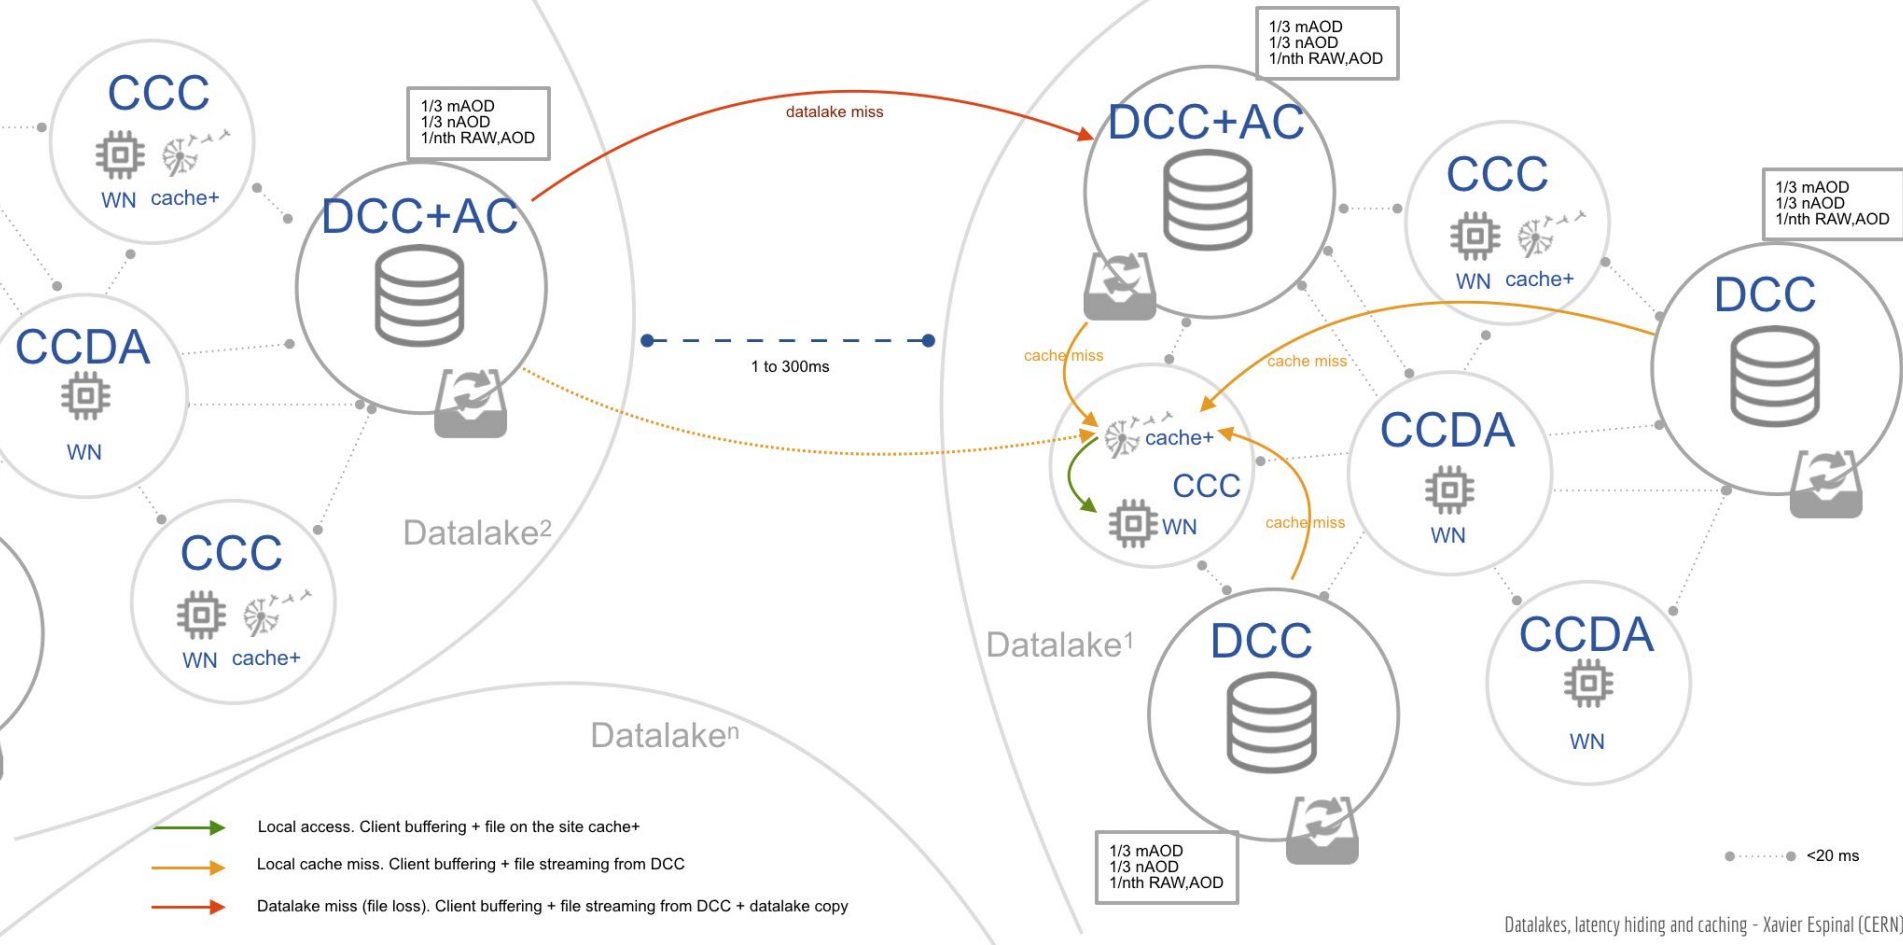 CCC
WN cache+
1/3 mAOD
1/3 nAOD
1/nth RAW,AOD
DCC+AC
CCDA
WN
CCC
WN cache+
Datalake²
datalake miss
1 to 300ms
1/3 mAOD
1/3 nAOD
1/nth RAW,AOD
DCC+AC
CCC
WN cache+
1/3 mAOD
1/3 nAOD
1/nth RAW,AOD
DCC
cache miss
cache miss
cache+
CCC
WN
cache miss
CCDA
WN
Datalake¹
DCC
CCDA
WN
1/3 mAOD
1/3 nAOD
1/nth RAW,AOD
Datalakeⁿ
Local access. Client buffering + file on the site cache+
Local cache miss. Client buffering + file streaming from DCC
Datalake miss (file loss). Client buffering + file streaming from DCC + datalake copy
<20 ms
Datalakes, latency hiding and caching - Xavier Espinal (CERN)